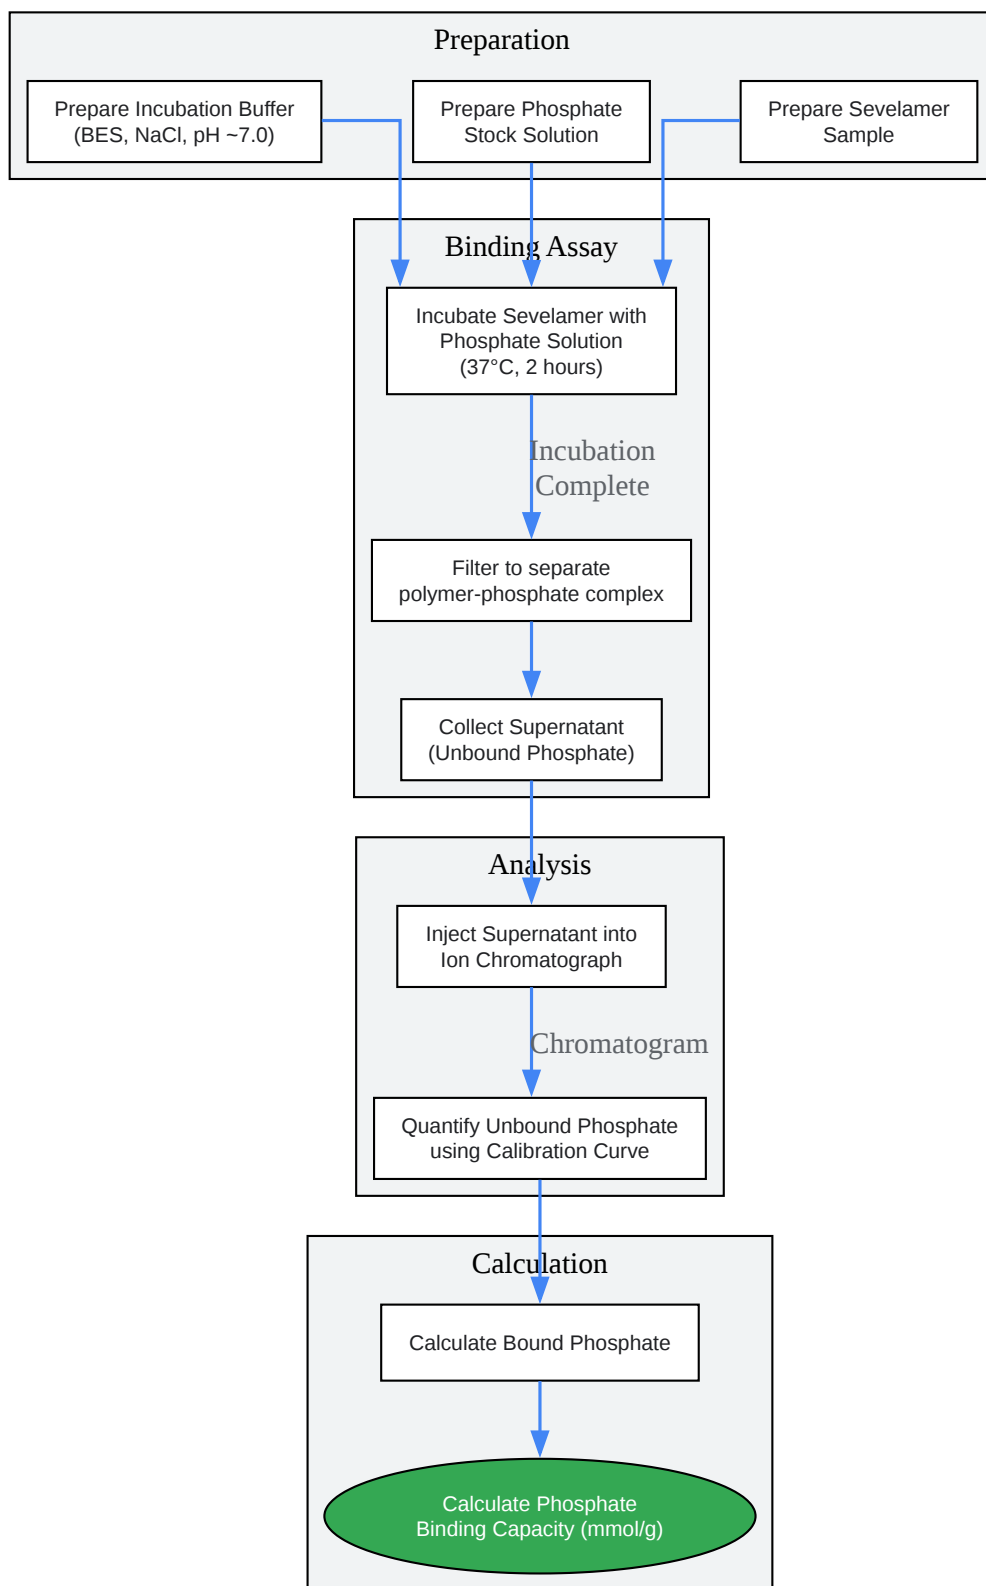 Preparation
Prepare Incubation Buffer
(BES, NaCl, pH ~7.0)
Prepare Phosphate
Stock Solution
Prepare Sevelamer
Sample
Binding Assay
Incubate Sevelamer with
Phosphate Solution
(37°C, 2 hours)
Incubation
Complete
Filter to separate
polymer-phosphate complex
Collect Supernatant
(Unbound Phosphate)
Analysis
Inject Supernatant into
Ion Chromatograph
Chromatogram
Quantify Unbound Phosphate
using Calibration Curve
Calculation
Calculate Bound Phosphate
Calculate Phosphate
Binding Capacity (mmol/g)